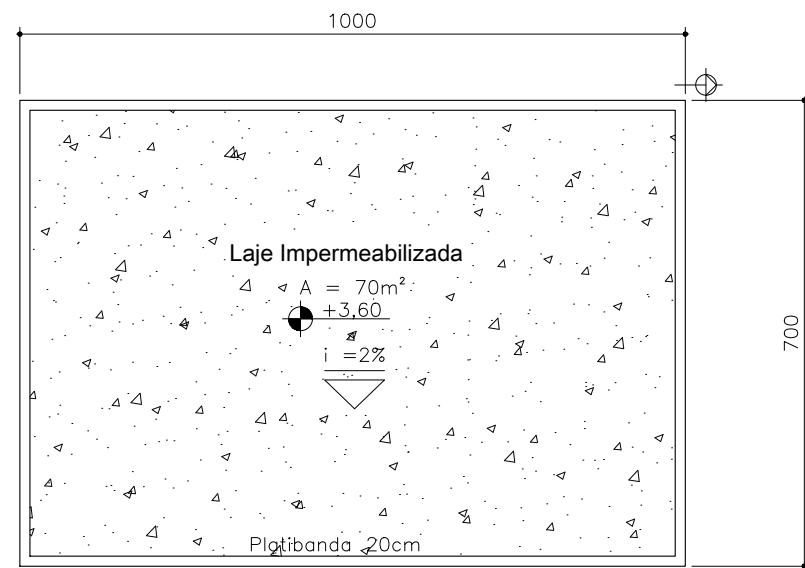 1000
Laje Impermeabilizada
A = 70m²
+3,60
i =2%
700
Platibanda 20cm